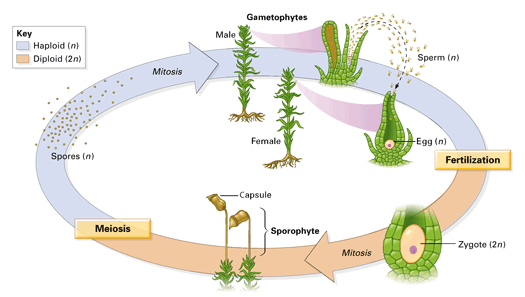 Key
Haploid (n)
Diploid (2n)
Gametophytes
Male
Mitosis
Sperm (n)
Female
Egg (n)
Spores (n)
Fertilization
Capsule
Sporophyte
Meiosis
Zygote (2n)
Mitosis